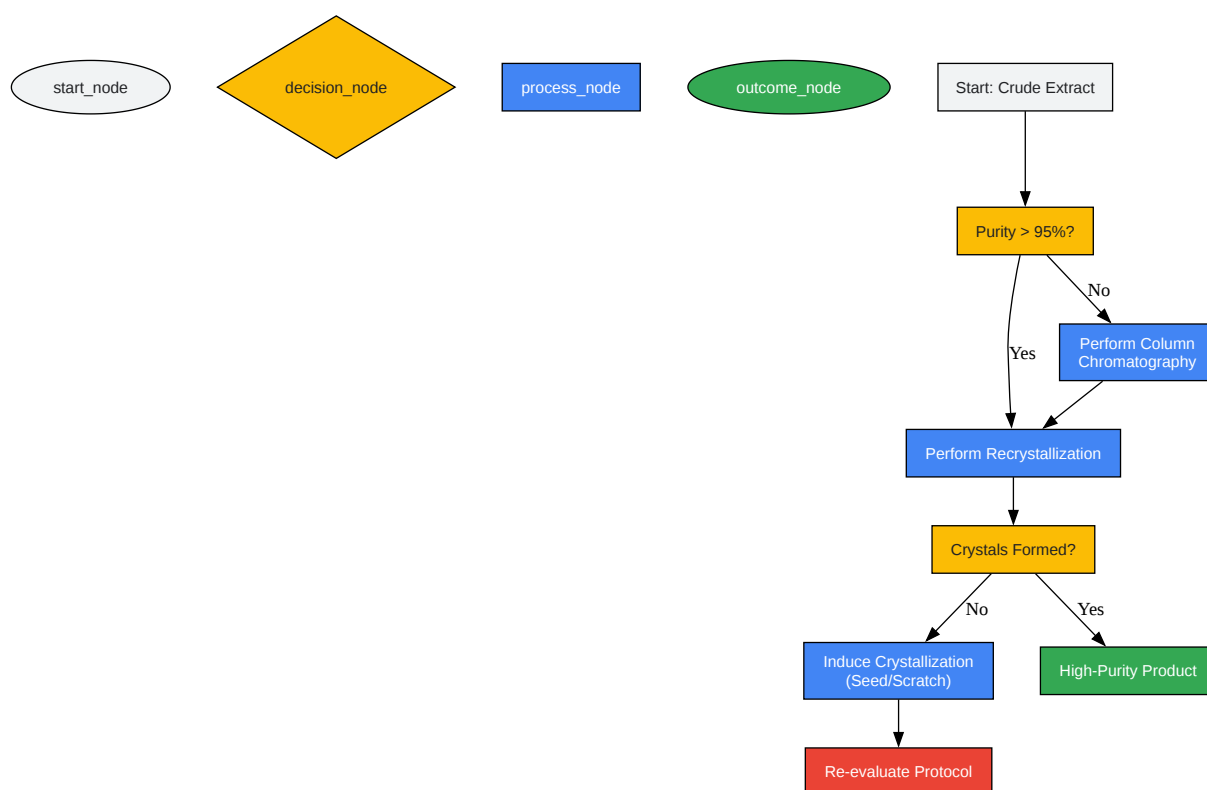 start_node
decision_node
process_node
outcome_node
Start: Crude Extract
Purity > 95%?
No
Yes
Perform Column
Chromatography
Perform Recrystallization
Crystals Formed?
No
Yes
Induce Crystallization
(Seed/Scratch)
High-Purity Product
Re-evaluate Protocol